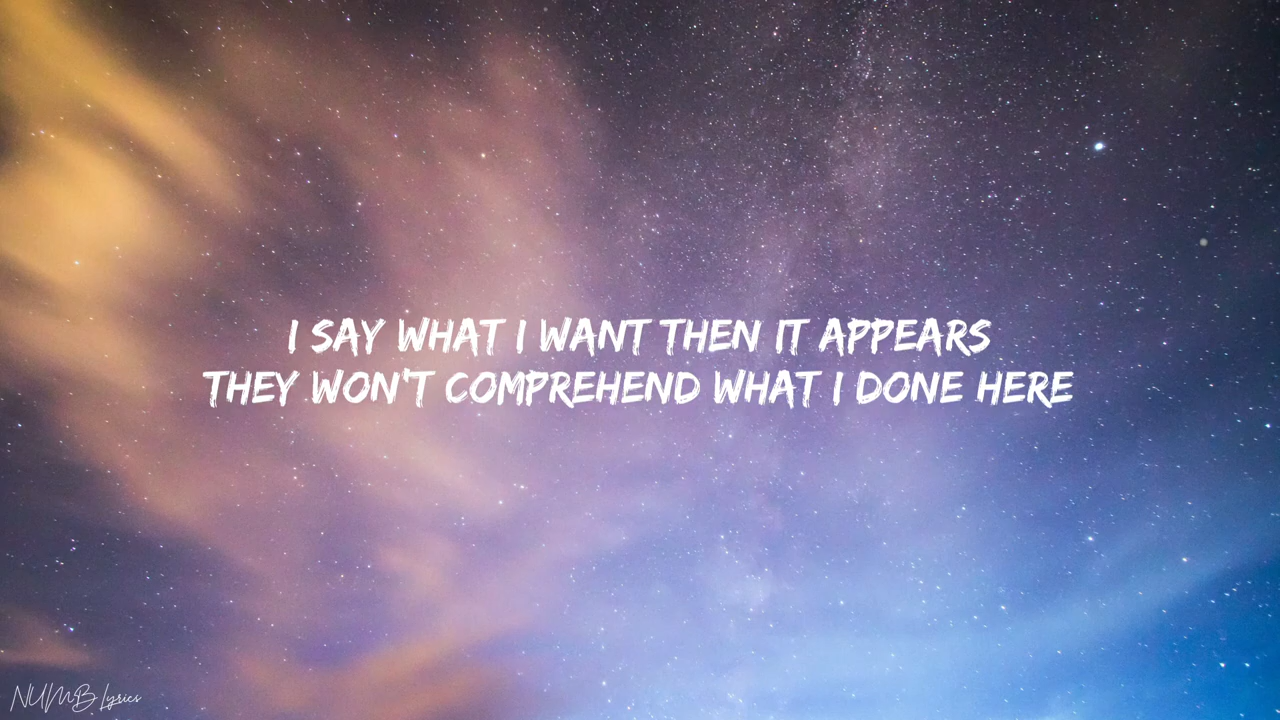 I SAY WHAT I WANT THEN IT APPEARS
THEY WON'T COMPREHEND WHAT I DONE HERE
NUMB Lyrics